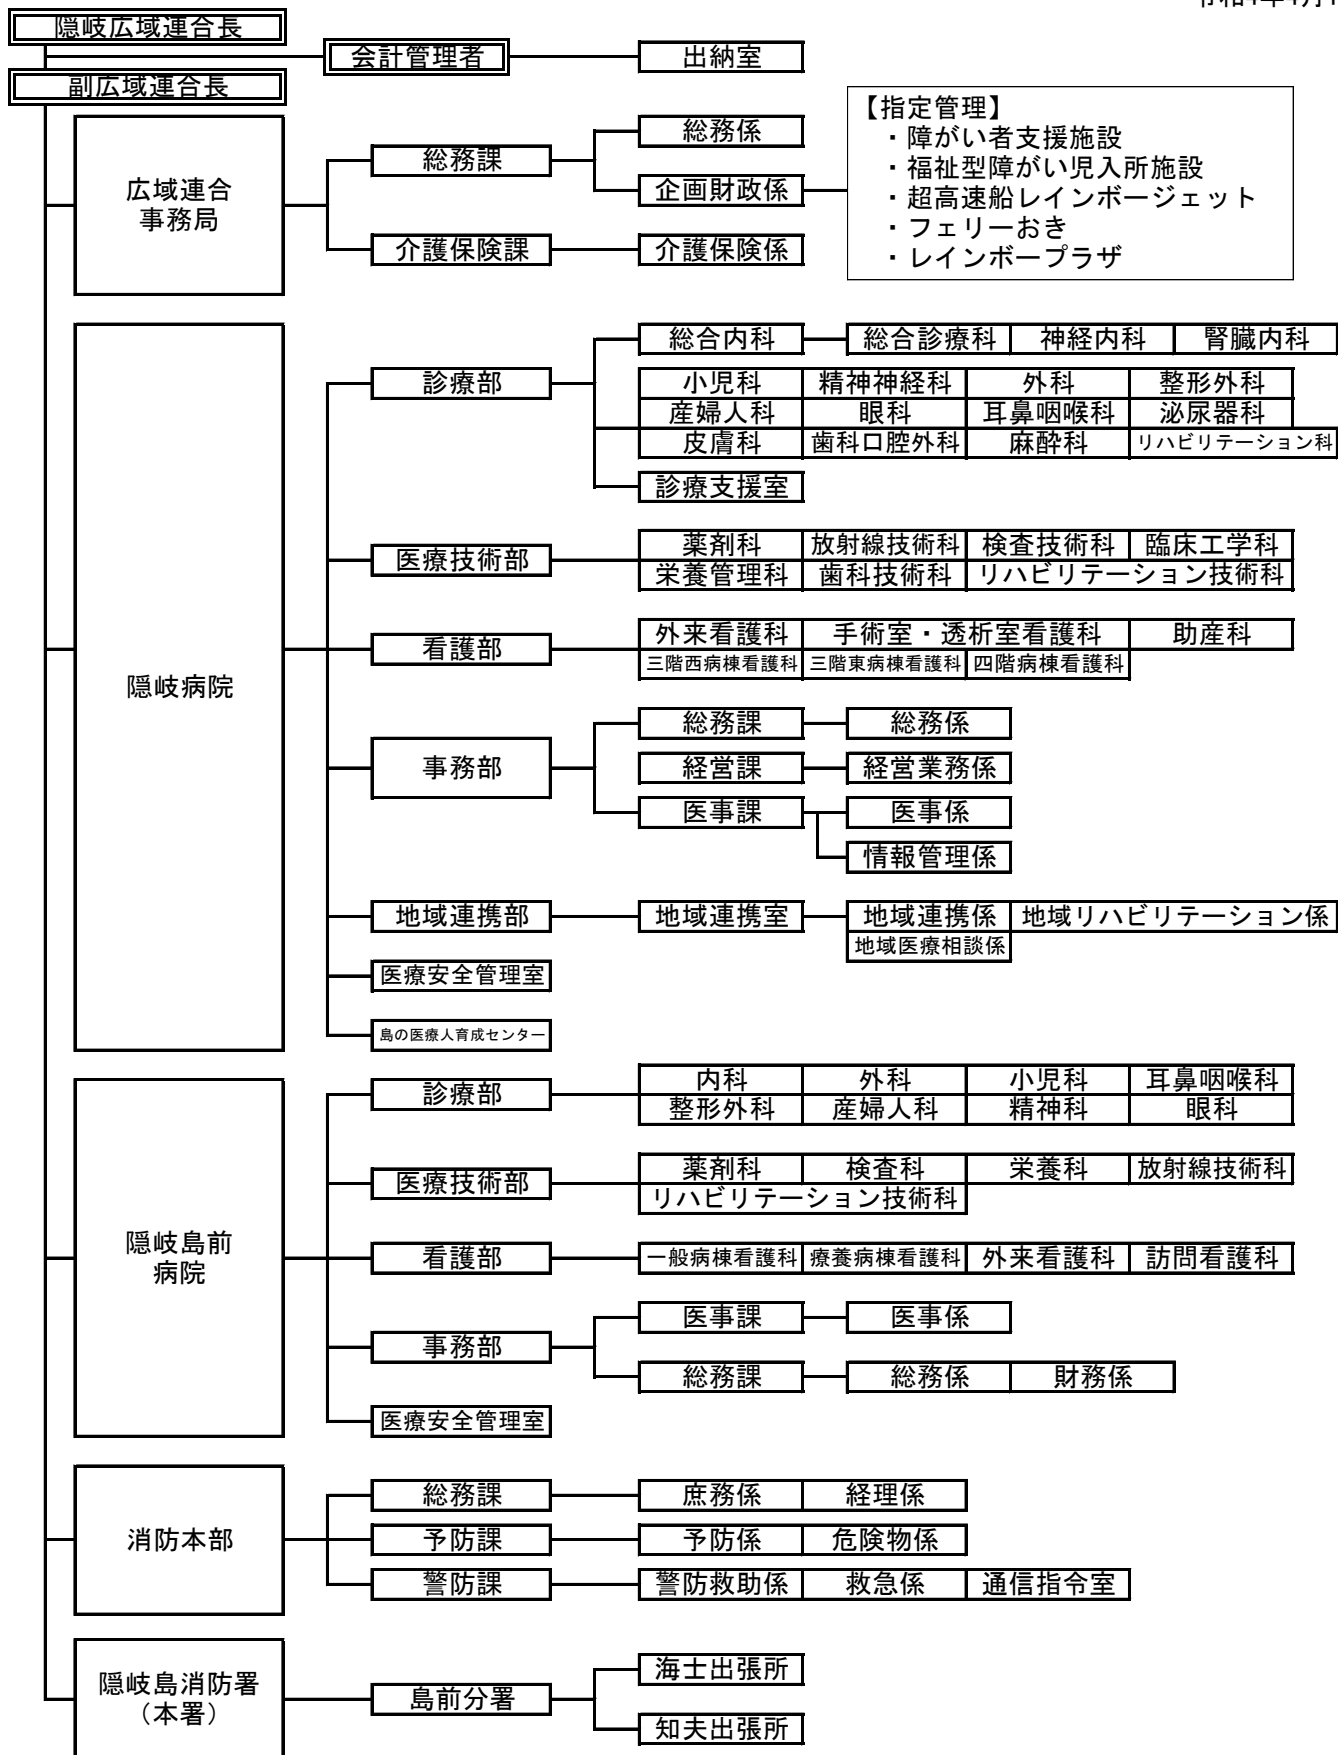 令和4年4月1
隠岐広域連合長
会計管理者 出納室
副広域連合長
広域連合
事務局
総務課 総務係
企画財政係
介護保険課 介護保険係
【指定管理】
・障がい者支援施設
・福祉型障がい児入所施設
・超高速船レインボージェット
・フェリーおき
・レインボープラザ
隠岐病院
診療部
総合内科 総合診療科 神経内科 腎臓内科
小児科 精神神経科 外科 整形外科
産婦人科 眼科 耳鼻咽喉科 泌尿器科
皮膚科 歯科口腔外科 麻酔科 リハビリテーション科
診療支援室
医療技術部
薬剤科 放射線技術科 検査技術科 臨床工学科
栄養管理科 歯科技術科 リハビリテーション技術科
看護部
外来看護科 手術室・透析室看護科 助産科
三階西病棟看護科 三階東病棟看護科 四階病棟看護科
事務部
総務課 総務係
経営課 経営業務係
医事課 医事係
情報管理係
地域連携部 地域連携室 地域連携係 地域リハビリテーション係
地域医療相談係
医療安全管理室
島の医療人育成センター
隠岐島前
病院
診療部
内科 外科 小児科 耳鼻咽喉科
整形外科 産婦人科 精神科 眼科
医療技術部
薬剤科 検査科 栄養科 放射線技術科
リハビリテーション技術科
看護部 一般病棟看護科 療養病棟看護科 外来看護科 訪問看護科
事務部
医事課 医事係
総務課 総務係 財務係
医療安全管理室
消防本部
総務課 庶務係 経理係
予防課 予防係 危険物係
警防課 警防救助係 救急係 通信指令室
隠岐島消防署
（本署）
島前分署
海士出張所
知夫出張所